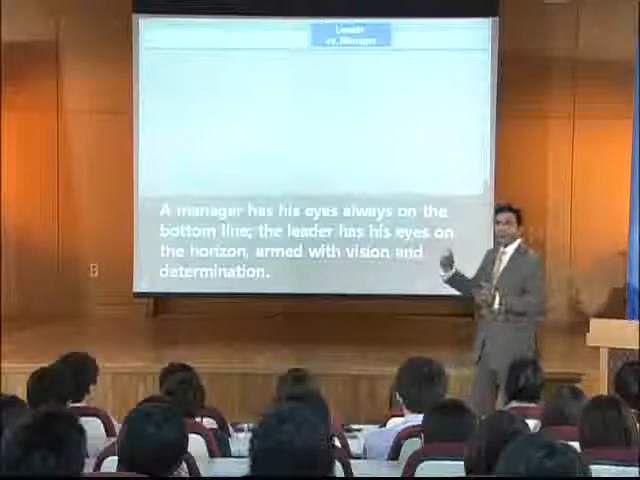 Leader
vs. Manager
A manager has his eyes always on the
bottom line; the leader has his eyes on
the horizon, armed with vision and
determination.